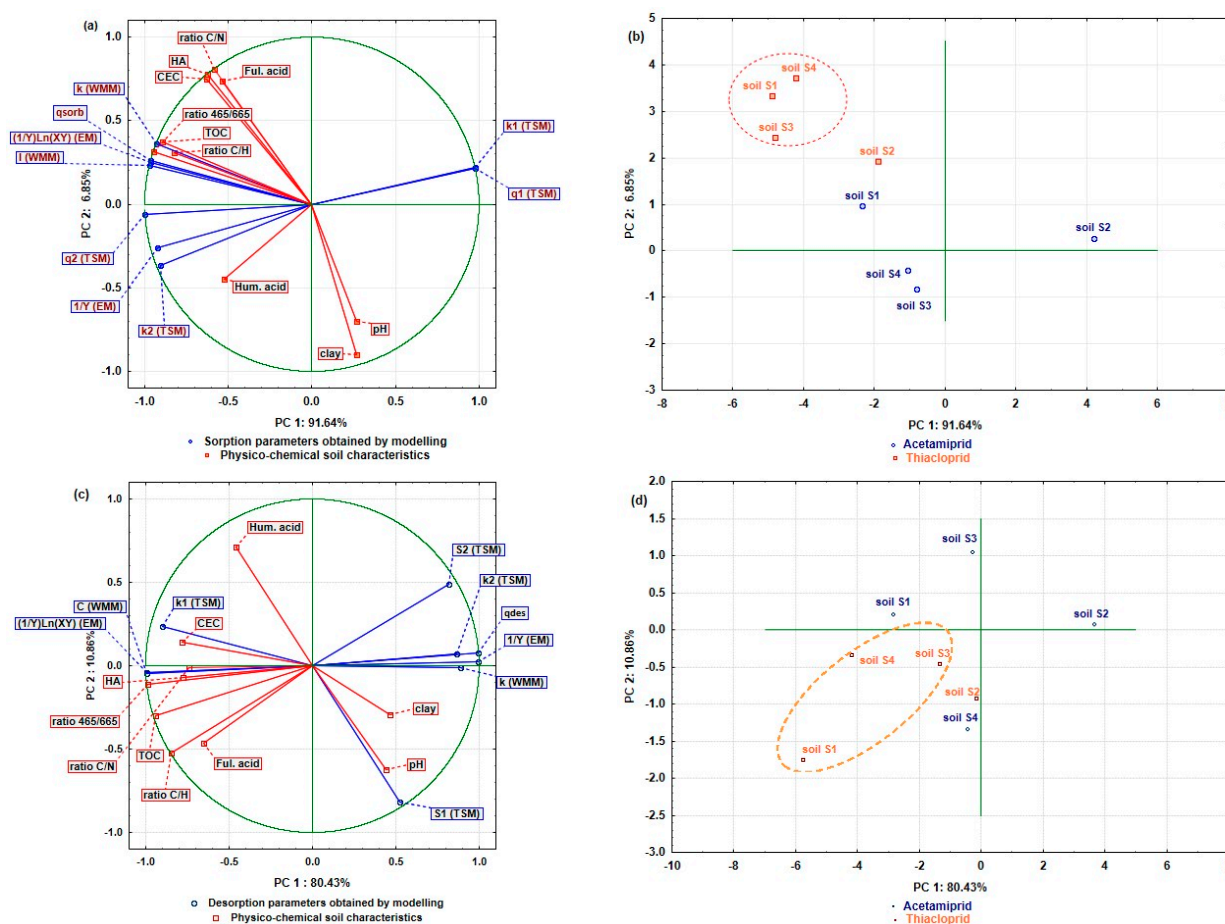 (a)
1.0
ratio C/N
HA
CEC
Ful. acid
k (WMM)
qsorb
0.5
ratio 465/665
(1/Y)Ln(XY) (EM)
TOC
k1 (TSM)
l (WMM)
ratio C/H
PC 2: 6.85%
0.0
q1 (TSM)
q2 (TSM)
1/Y (EM)
-0.5
Hum. acid
k2 (TSM)
pH
clay
-1.0
-1.0 -0.5 0.0 0.5 1.0
PC 1: 91.64%
Sorption parameters obtained by modelling
Physico-chemical soil characteristics
(b)
5
4
3
2
1
0
-1
-2
-3
PC 2: 6.85%
soil S4
soil S1
soil S3
soil S2
soil S1
soil S2
soil S4
soil S3
-8 -6 -4 -2 0 2 4 6
PC 1: 91.64%
Acetamiprid
Thiacloprid
(c)
1.0
Hum. acid
S2 (TSM)
0.5
k2 (TSM)
C (WMM)
k1 (TSM)
CEC
qdes
(1/Y)Ln(XY) (EM)
1/Y (EM)
PC 2 : 10.86%
0.0
HA
k (WMM)
ratio 465/665
clay
TOC
ratio C/N
-0.5
Ful. acid
pH
ratio C/H
S1 (TSM)
-1.0
-1.0 -0.5 0.0 0.5 1.0
PC 1 : 80.43%
Desorption parameters obtained by modelling
Physico-chemical soil characteristics
(d)
2.0
1.5
1.0
0.5
0.0
-0.5
-1.0
-1.5
-2.0
-2.5
-3.0
PC 2: 10.86%
soil S3
soil S1
soil S2
soil S4
soil S3
soil S2
soil S4
soil S1
-10 -8 -6 -4 -2 0 2 4 6
PC 1: 80.43%
Acetamiprid
Thiacloprid